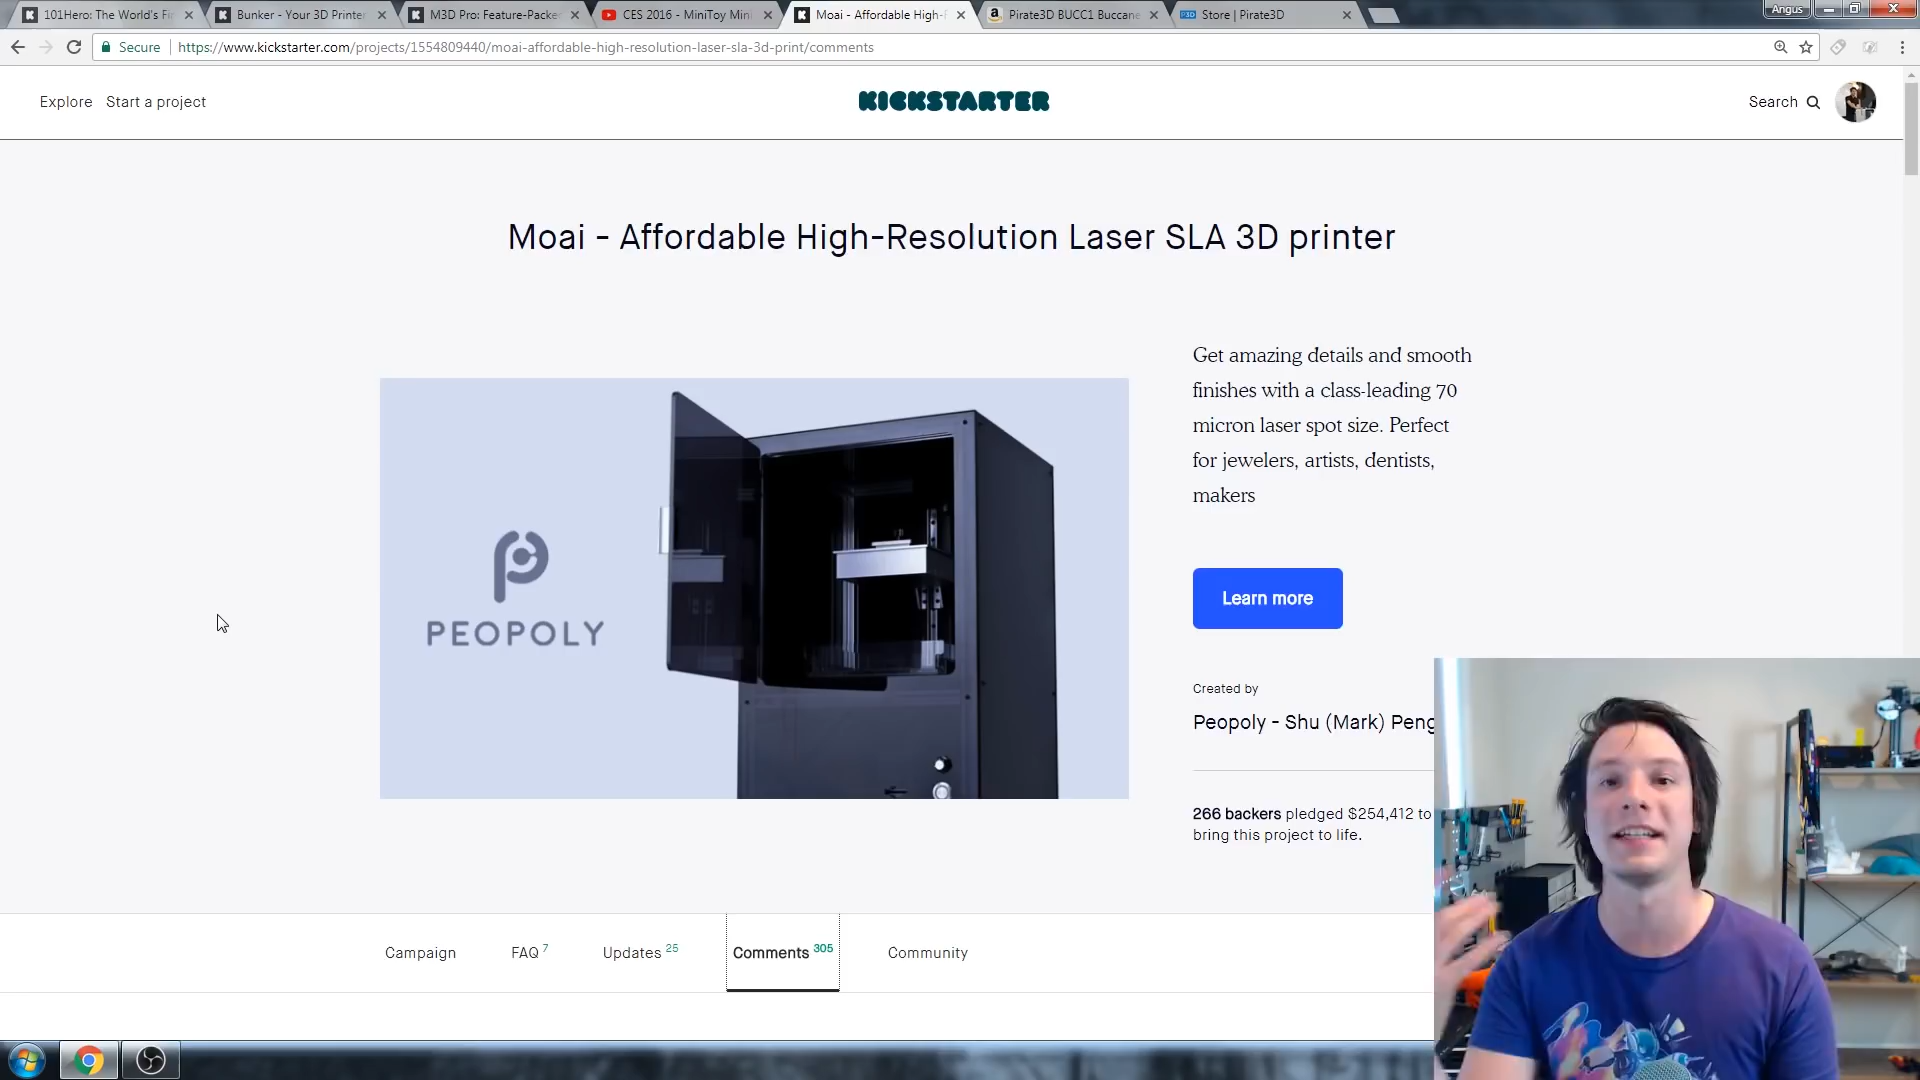 101Hero: The World's Fi
Bunker - Your 3D Printer
M3D Pro: Feature-Packe
CES 2016 - MiniToy Mini
Moai - Affordable High-
Pirate3D BUCC1 Buccane
Store | Pirate3D
Angus
Secure
https://www.kickstarter.com/projects/1554809440/moai-affordable-high-resolution-laser-sla-3d-print/comments
Explore
Start a project
KICKSTARTER
Search
Moai - Affordable High-Resolution Laser SLA 3D printer
Get amazing details and smooth
finishes with a class-leading 70
micron laser spot size. Perfect
for jewelers, artists, dentists,
makers
PEOPOLY
Learn more
Created by
Peopoly - Shu (Mark) Peng
266 backers pledged $254,412 to
bring this project to life.
Campaign
FAQ 7
Updates 25
Comments 305
Community